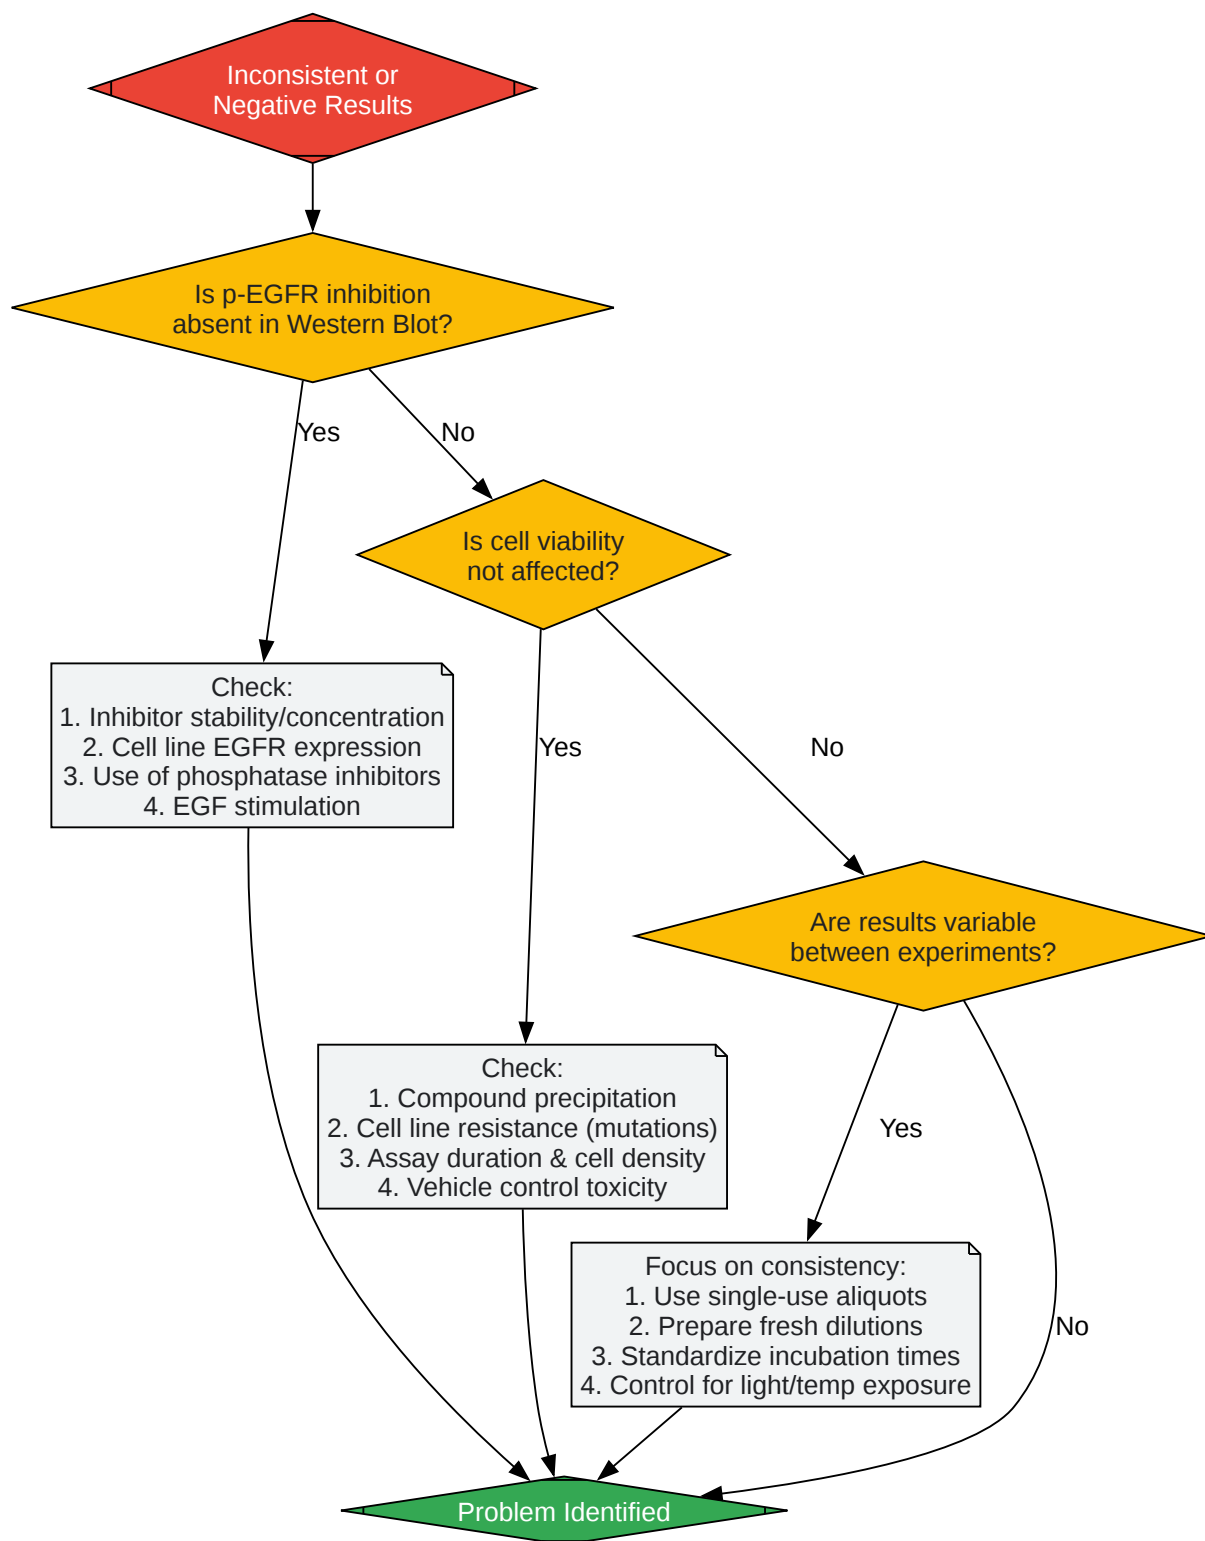 Inconsistent or
Negative Results
Is p-EGFR inhibition
absent in Western Blot?
Yes
No
Is cell viability
not affected?
Check:
1. Inhibitor stability/concentration
2. Cell line EGFR expression
3. Use of phosphatase inhibitors
4. EGF stimulation
Yes
No
Are results variable
between experiments?
Check:
1. Compound precipitation
2. Cell line resistance (mutations)
3. Assay duration & cell density
4. Vehicle control toxicity
Yes
Focus on consistency:
1. Use single-use aliquots
2. Prepare fresh dilutions
3. Standardize incubation times
4. Control for light/temp exposure
No
Problem Identified